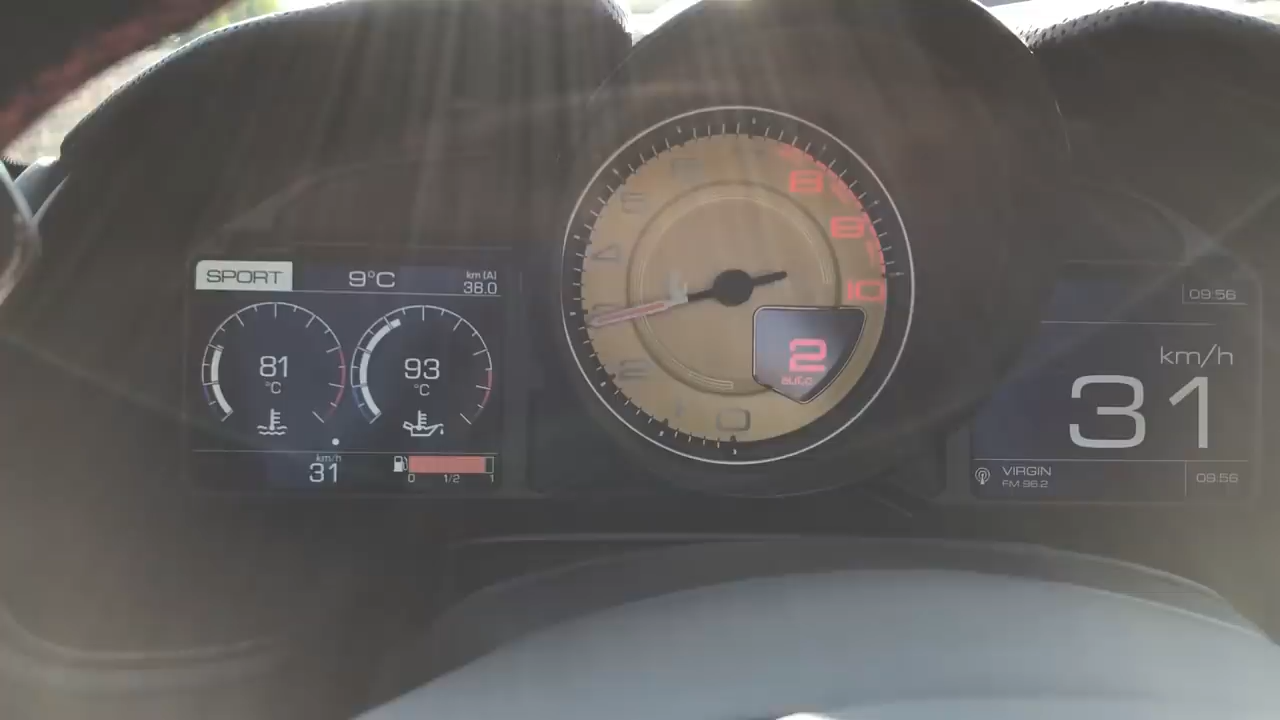 SPORT
9°C
km (A)
38.0
81
°C
93
°C
km/h
31
0 1/2 1
0
8
10
2
auto
09:56
km/h
31
VIRGIN
FM 96.2
09:56